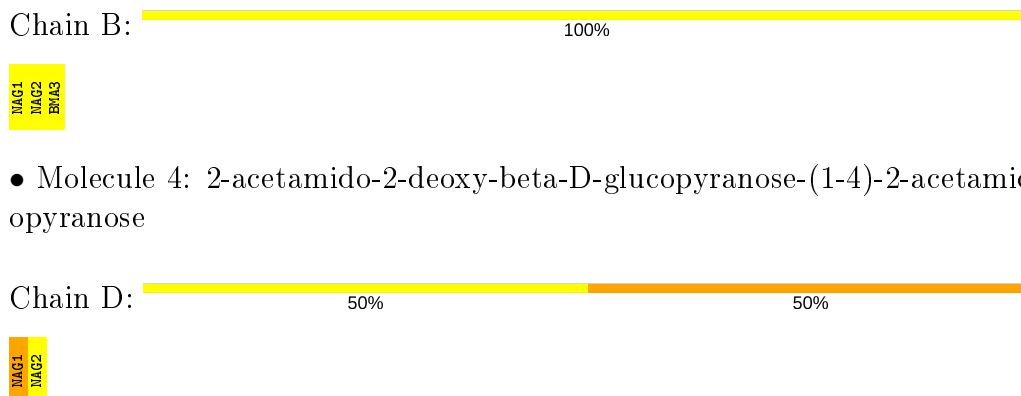 Chain B:
100%
NAG1
NAG2
BMA3
• Molecule 4: 2-acetamido-2-deoxy-beta-D-glucopyranose-(1-4)-2-acetamid
opyranose
Chain D:
50% 50%
NAG1
NAG2